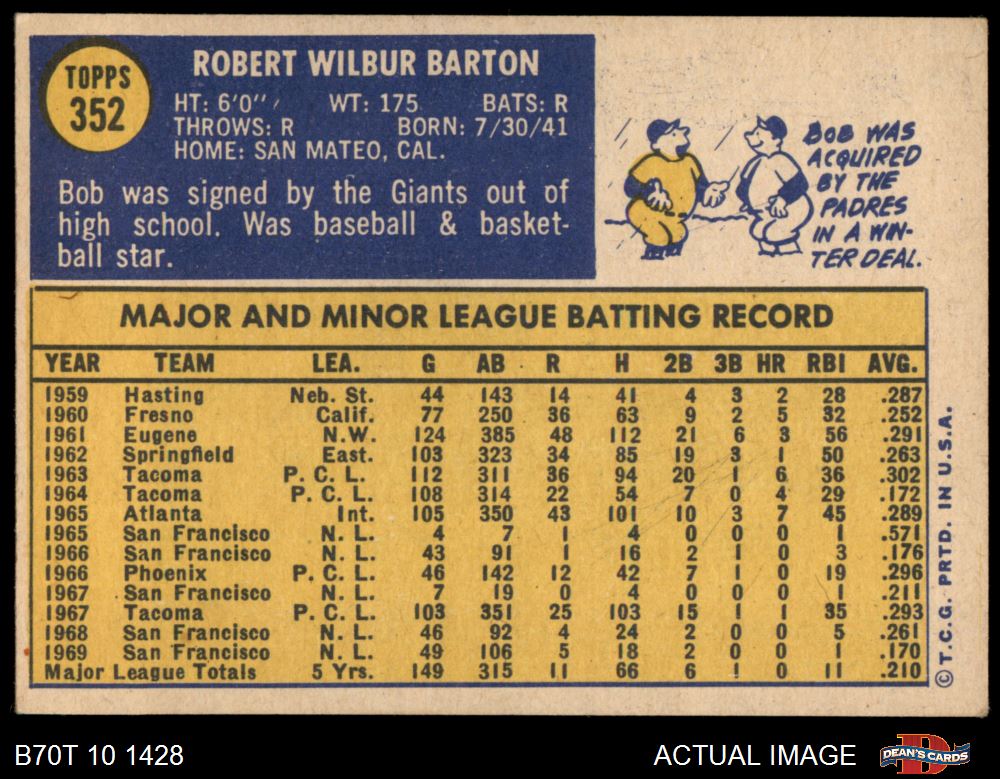 TOPPS
352
ROBERT WILBUR BARTON
HT: 6'0" WT: 175 BATS: R
THROWS: R BORN: 7/30/41
HOME: SAN MATEO, CAL.
Bob was signed by the Giants out of
high school. Was baseball & basket-
ball star.
BOB WAS
ACQUIRED
BY THE
PADRES
IN A WIN-
TER DEAL.
MAJOR AND MINOR LEAGUE BATTING RECORD
YEAR TEAM LEA. G AB R H 2B 3B HR RBI AVG.
1959 Hasting Neb. St. 44 143 14 41 4 3 2 28 .287
1960 Fresno Calif. 77 250 36 63 9 2 5 32 .252
1961 Eugene N.W. 124 385 48 112 21 6 3 56 .291
1962 Springfield East. 103 323 34 85 19 3 1 50 .263
1963 Tacoma P. C. L. 112 311 36 94 20 1 6 36 .302
1964 Tacoma P. C. L. 108 314 22 54 7 0 4 29 .172
1965 Atlanta Int. 105 350 43 101 10 3 7 45 .289
1965 San Francisco N. L. 4 7 1 4 0 0 0 1 .571
1966 San Francisco N. L. 43 91 1 16 2 1 0 3 .176
1966 Phoenix P. C. L. 46 142 12 42 7 1 0 19 .296
1967 San Francisco N. L. 7 19 0 4 0 0 0 1 .211
1967 Tacoma P. C. L. 103 351 25 103 15 1 1 35 .293
1968 San Francisco N. L. 46 92 4 24 2 0 0 5 .261
1969 San Francisco N. L. 49 106 5 18 2 0 0 1 .170
Major League Totals 5 Yrs. 149 315 11 66 6 1 0 11 .210
© T.C.G. PRTD. IN U.S.A.
B70T 10 1428
ACTUAL IMAGE
DEAN'S CARDS